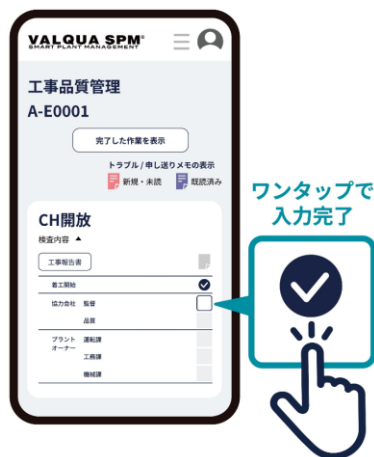 VALQUA SPM®
SMART PLANT MANAGEMENT
工事品質管理
A-E0001
完了した作業を表示
トラブル / 申し送りメモの表示
新規・未読 既読済み
CH開放
検査内容 ▲
工事報告書
着工開始
協力会社 監督
品質
プラントオーナー 運転課
工務課
機械課
ワンタップで
入力完了